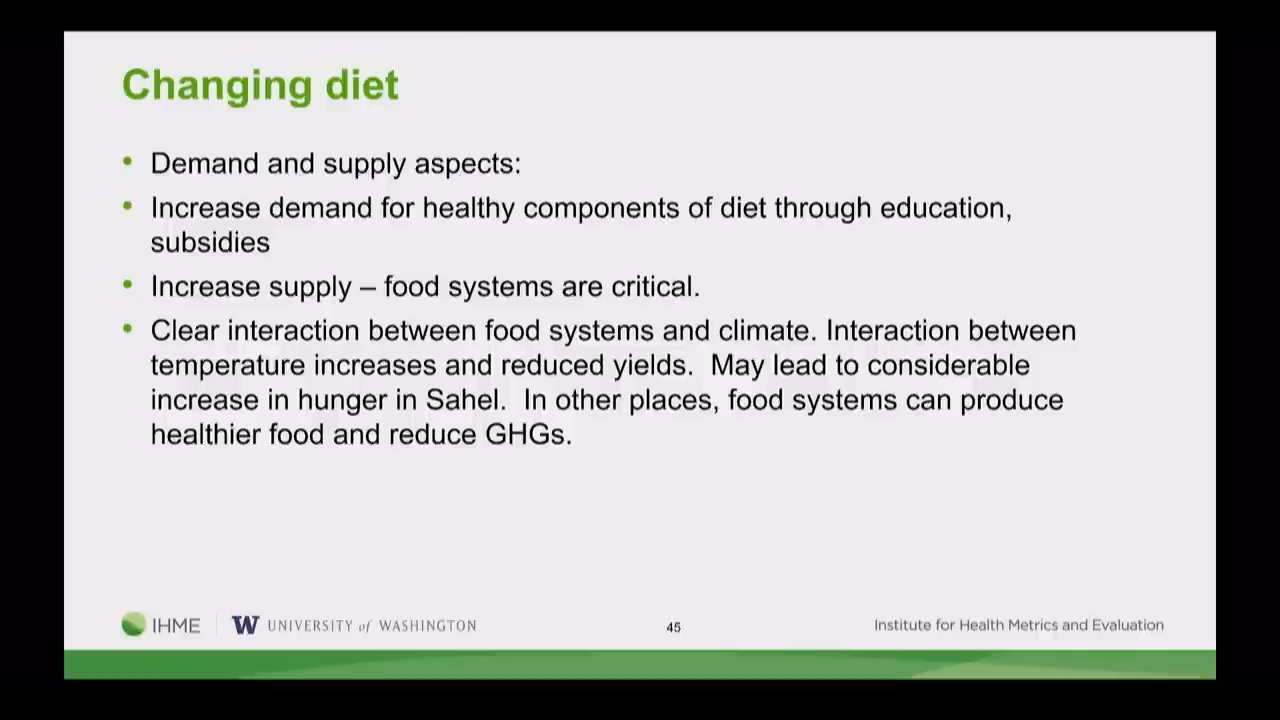 Changing diet
• Demand and supply aspects:
• Increase demand for healthy components of diet through education,
subsidies
• Increase supply – food systems are critical.
• Clear interaction between food systems and climate. Interaction between
temperature increases and reduced yields.  May lead to considerable
increase in hunger in Sahel.  In other places, food systems can produce
healthier food and reduce GHGs.
IHME W UNIVERSITY of WASHINGTON 45 Institute for Health Metrics and Evaluation